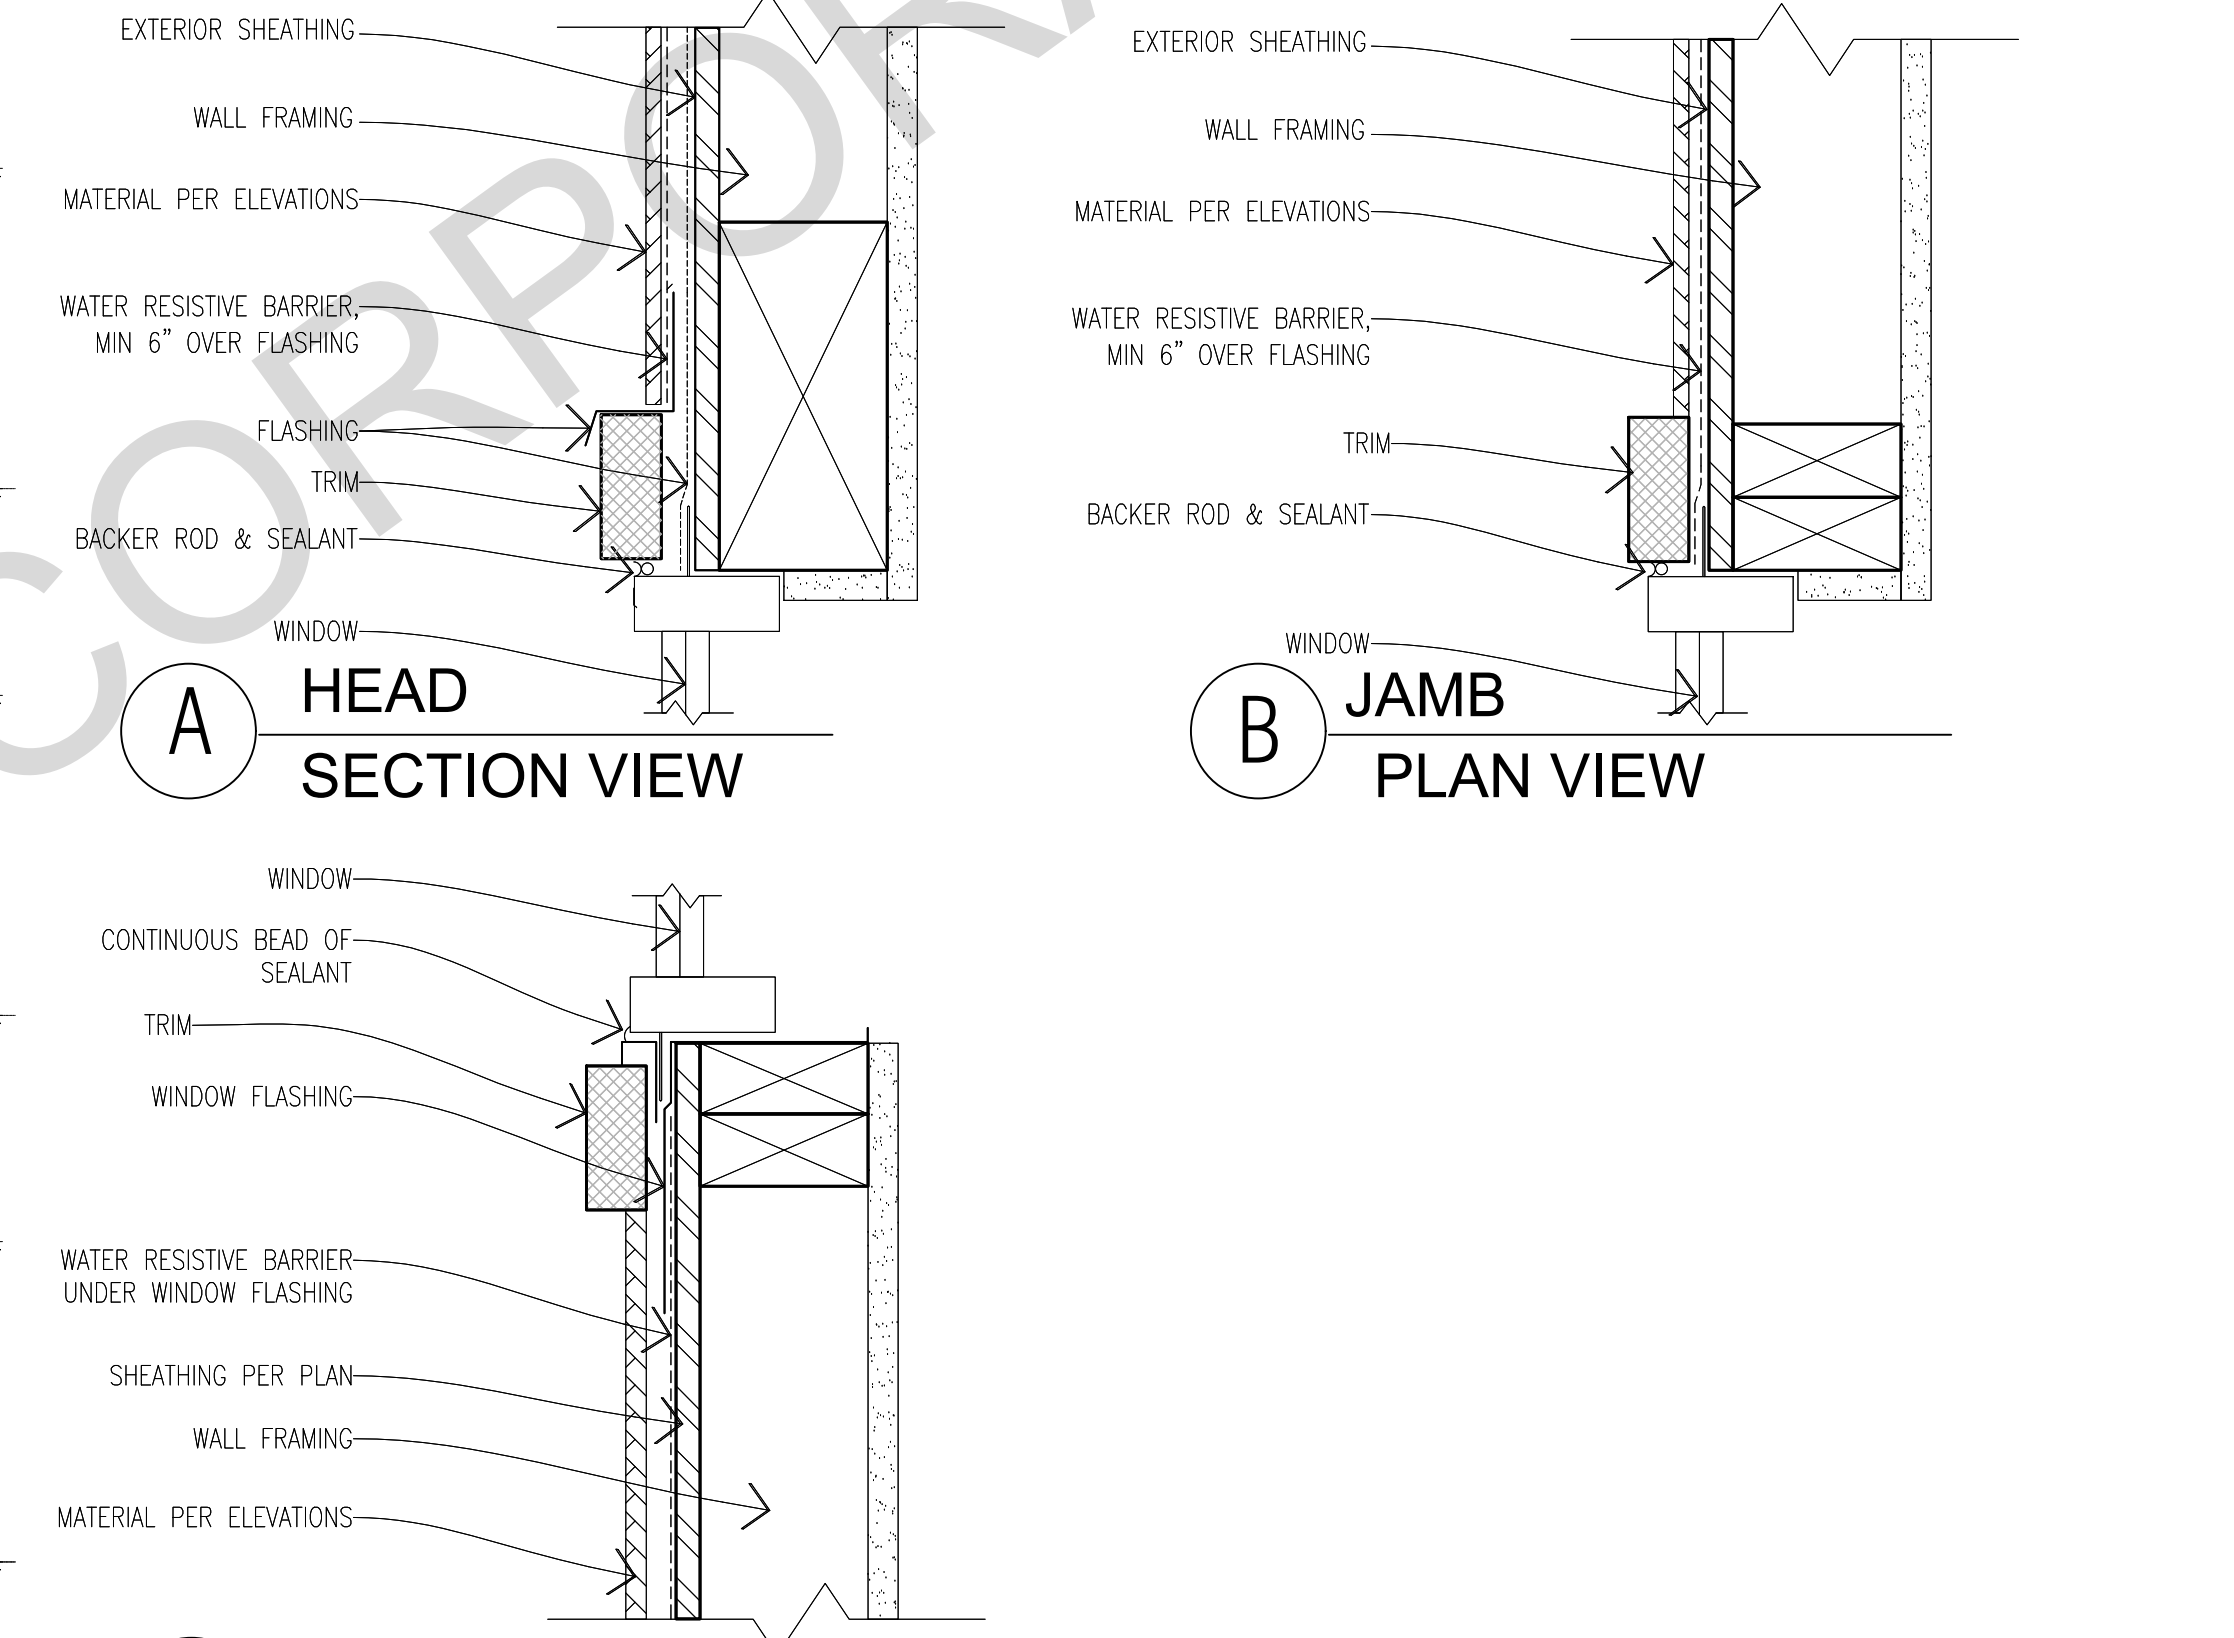 EXTERIOR SHEATHING
WALL FRAMING
MATERIAL PER ELEVATIONS
WATER RESISTIVE BARRIER,
MIN 6" OVER FLASHING
FLASHING
TRIM
BACKER ROD & SEALANT
WINDOW
A
HEAD
SECTION VIEW
EXTERIOR SHEATHING
WALL FRAMING
MATERIAL PER ELEVATIONS
WATER RESISTIVE BARRIER,
MIN 6" OVER FLASHING
TRIM
BACKER ROD & SEALANT
WINDOW
B
JAMB
PLAN VIEW
WINDOW
CONTINUOUS BEAD OF
SEALANT
TRIM
WINDOW FLASHING
WATER RESISTIVE BARRIER
UNDER WINDOW FLASHING
SHEATHING PER PLAN
WALL FRAMING
MATERIAL PER ELEVATIONS
CORPOR